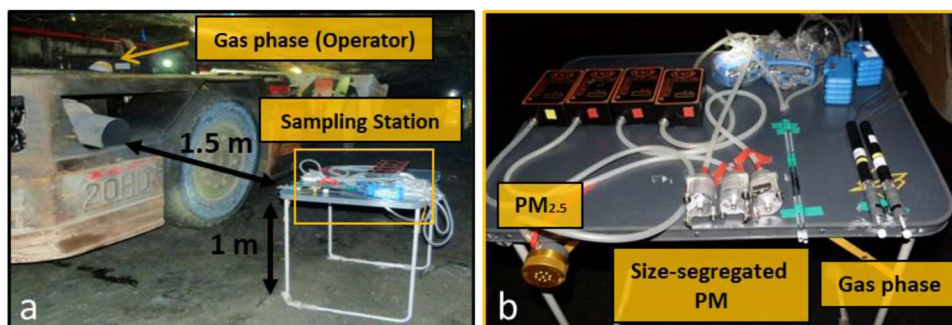 Gas phase (Operator)
Sampling Station
1.5 m
20HD
1 m
a
PM2.5
Size-segregated
PM
Gas phase
b